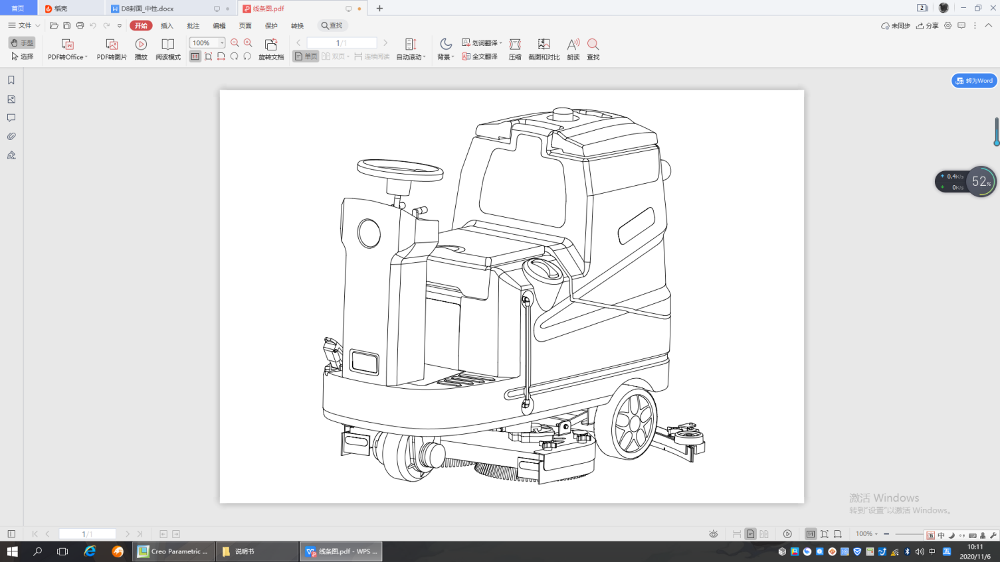 首页 稻壳 D8封面_中性.docx 线条图.pdf 2
文件 开始 插入 批注 编辑 页面 保护 转换 查找 未同步 分享
手型 100% 1/1 划词翻译
选择 PDF转Office PDF转图片 播放 阅读模式 旋转文档 单页 双页 连续阅读 自动滚动 背景 全文翻译 压缩 截图和对比 朗读 查找
转为Word
0.4K/s
0K/s
52%
激活 Windows
转到"设置"以激活 Windows。
1/1 100% 中
Creo Parametric ... 说明书 线条图.pdf - WPS ... 中
10:11
2020/11/6